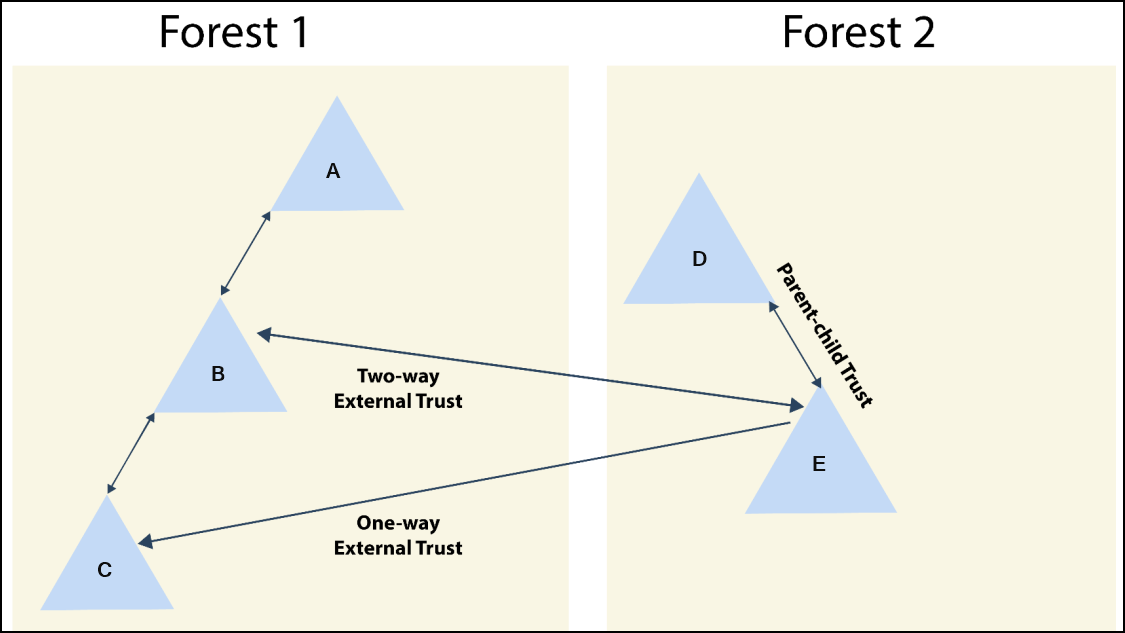 Forest 1
Forest 2
A
D
Parent-child Trust
B
Two-way
External Trust
E
One-way
External Trust
C